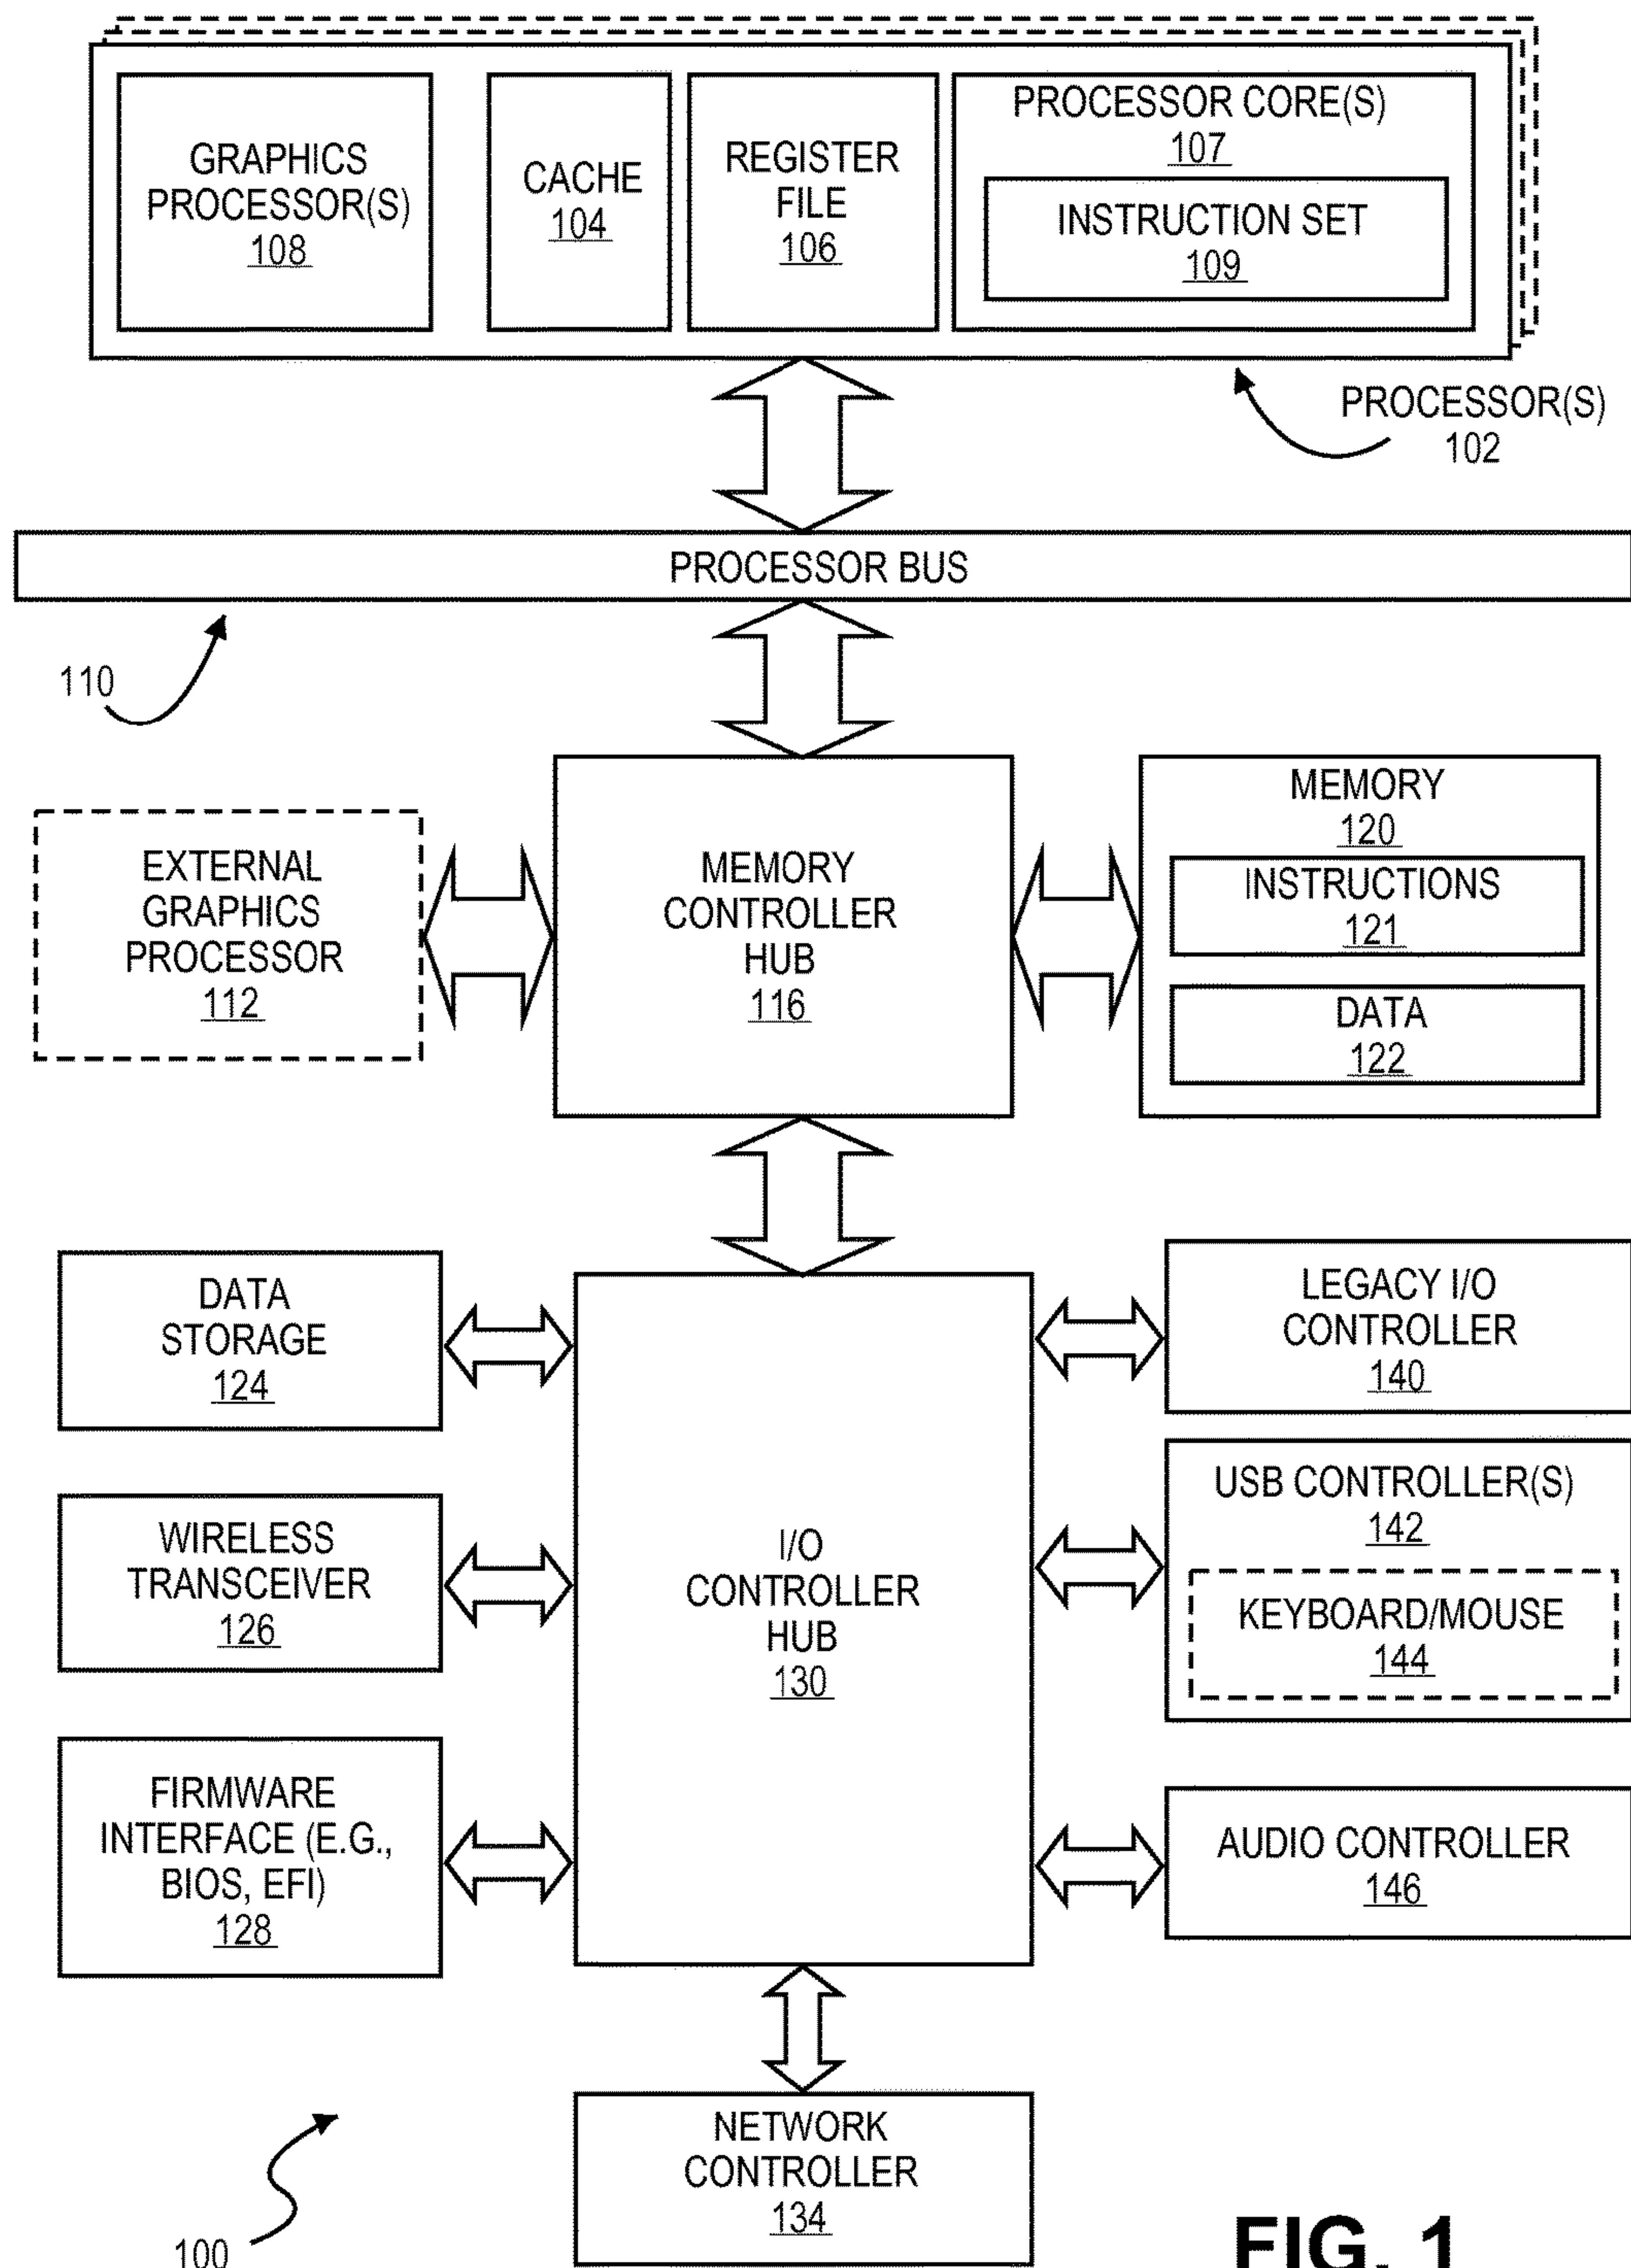 GRAPHICS
PROCESSOR(S)
108
CACHE
104
REGISTER
FILE
106
PROCESSOR CORE(S)
107
INSTRUCTION SET
109
PROCESSOR(S)
102
PROCESSOR BUS
110
EXTERNAL
GRAPHICS
PROCESSOR
112
MEMORY
CONTROLLER
HUB
116
MEMORY
120
INSTRUCTIONS
121
DATA
122
DATA
STORAGE
124
WIRELESS
TRANSCEIVER
126
FIRMWARE
INTERFACE (E.G.,
BIOS, EFI)
128
I/O
CONTROLLER
HUB
130
LEGACY I/O
CONTROLLER
140
USB CONTROLLER(S)
142
KEYBOARD/MOUSE
144
AUDIO CONTROLLER
146
NETWORK
CONTROLLER
134
100
FIG. 1